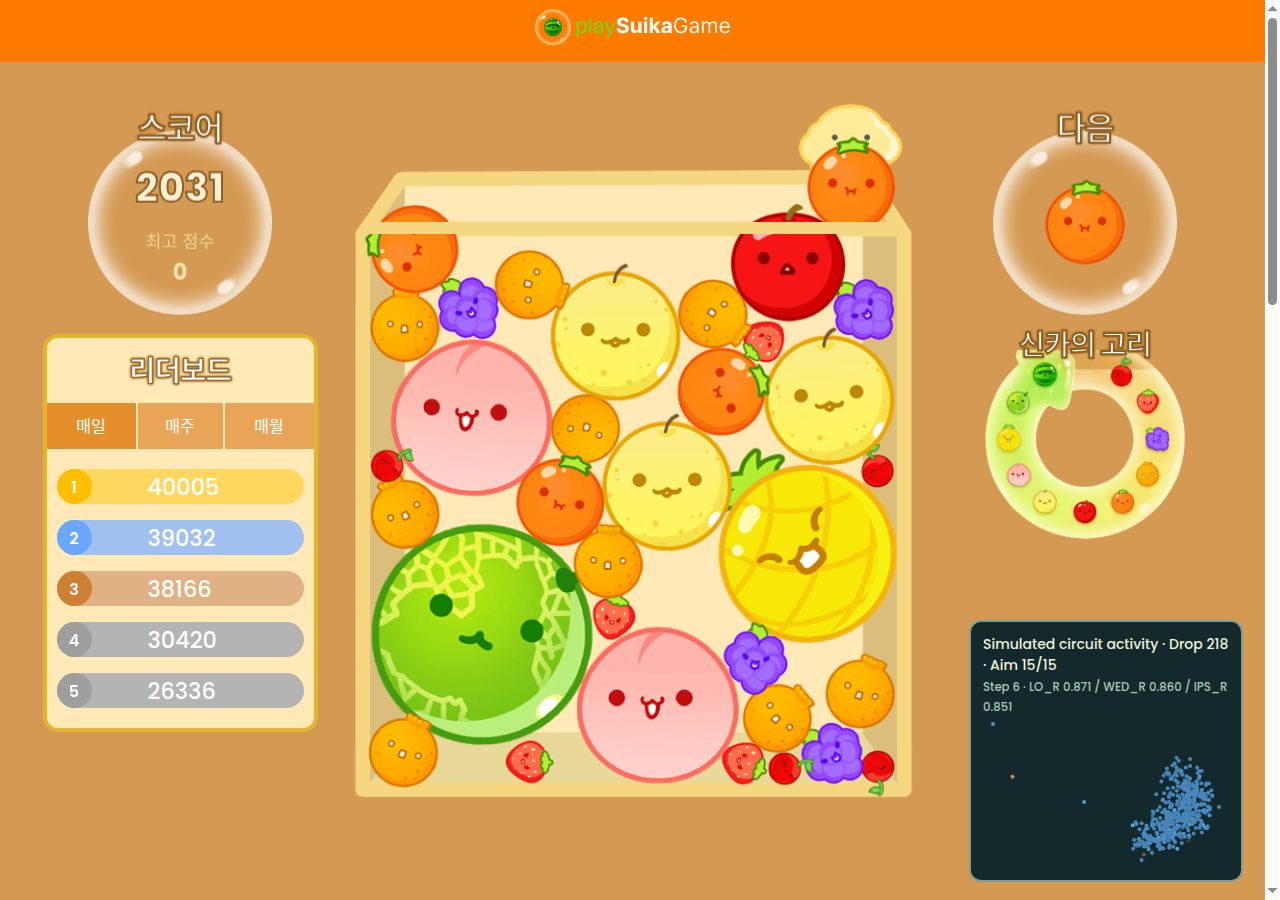 playSuikaGame
스코어
2031
최고 점수
0
다음
신카의 고리
리더보드
매일 매주 매월
1 40005
2 39032
3 38166
4 30420
5 26336
Simulated circuit activity · Drop 218
· Aim 15/15
Step 6 · LO_R 0.871 / WED_R 0.860 / IPS_R
0.851